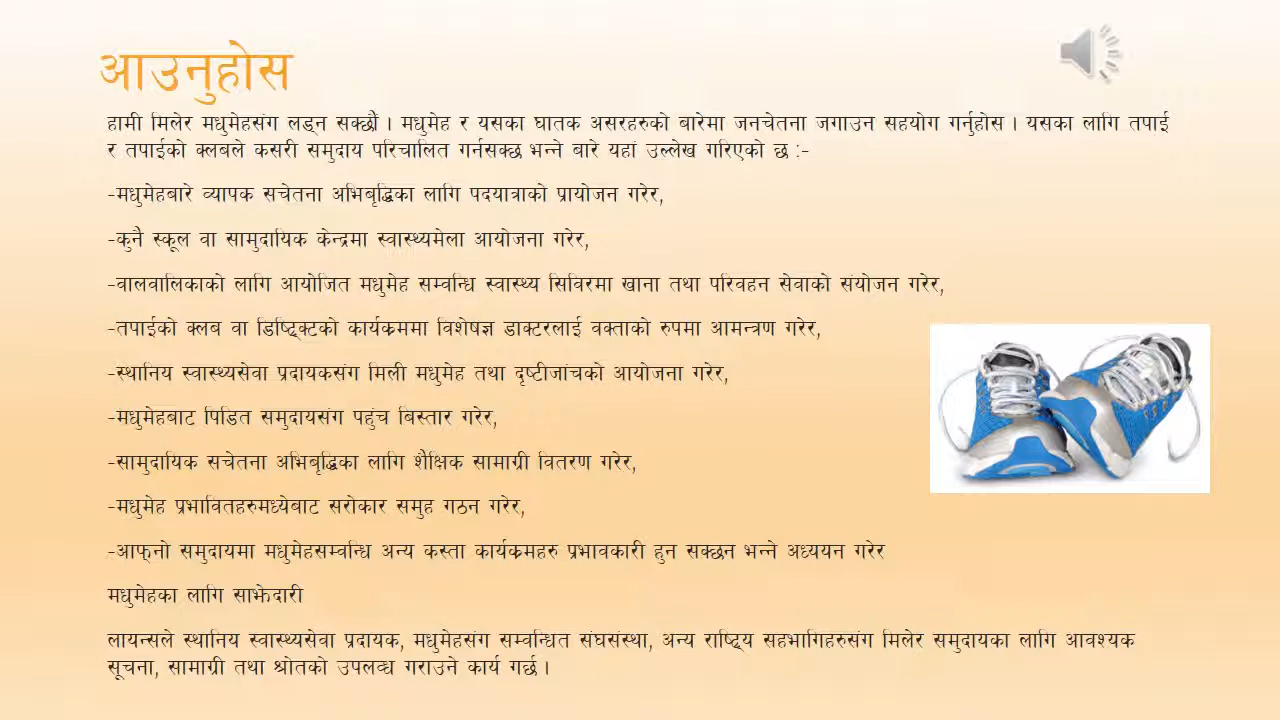 आउनुहोस
हामी मिलेर मधुमेहसंग लड्न सक्छौं । मधुमेह र यसका घातक असरहरुको बारेमा जनचेतना जगाउन सहयोग गर्नुहोस । यसका लागि तपाई
र तपाईको क्लबले कसरी समुदाय परिचालित गर्नसक्छ भन्ने बारे यहां उल्लेख गरिएको छ :-
-मधुमेहबारे व्यापक सचेतना अभिबृद्धिका लागि पदयात्राको प्रायोजन गरेर,
-कुनै स्कूल वा सामुदायिक केन्द्रमा स्वास्थ्यमेला आयोजना गरेर,
-वालवालिकाको लागि आयोजित मधुमेह सम्वन्धि स्वास्थ्य सिविरमा खाना तथा परिवहन सेवाको संयोजन गरेर,
-तपाईको क्लब वा डिष्ट्रिक्टको कार्यक्रममा विशेषज्ञ डाक्टरलाई वक्ताको रुपमा आमन्त्रण गरेर,
-स्थानिय स्वास्थ्यसेवा प्रदायकसंग मिली मधुमेह तथा दृष्टीजांचको आयोजना गरेर,
-मधुमेहबाट पिडित समुदायसंग पहुंच बिस्तार गरेर,
-सामुदायिक सचेतना अभिबृद्धिका लागि शैक्षिक सामाग्री वितरण गरेर,
-मधुमेह प्रभावितहरुमध्येबाट सरोकार समुह गठन गरेर,
-आफ्नो समुदायमा मधुमेहसम्वन्धि अन्य कस्ता कार्यक्रमहरु प्रभावकारी हुन सक्छन भन्ने अध्ययन गरेर
मधुमेहका लागि साझेदारी
लायन्सले स्थानिय स्वास्थ्यसेवा प्रदायक, मधुमेहसंग सम्वन्धित संघसंस्था, अन्य राष्ट्रिय सहभागिहरुसंग मिलेर समुदायका लागि आवश्यक
सूचना, सामाग्री तथा श्रोतको उपलव्ध गराउने कार्य गर्छ ।